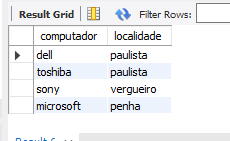 Result Grid Filter Rows:
computador localidade
dell paulista
toshiba paulista
sony vergueiro
microsoft penha